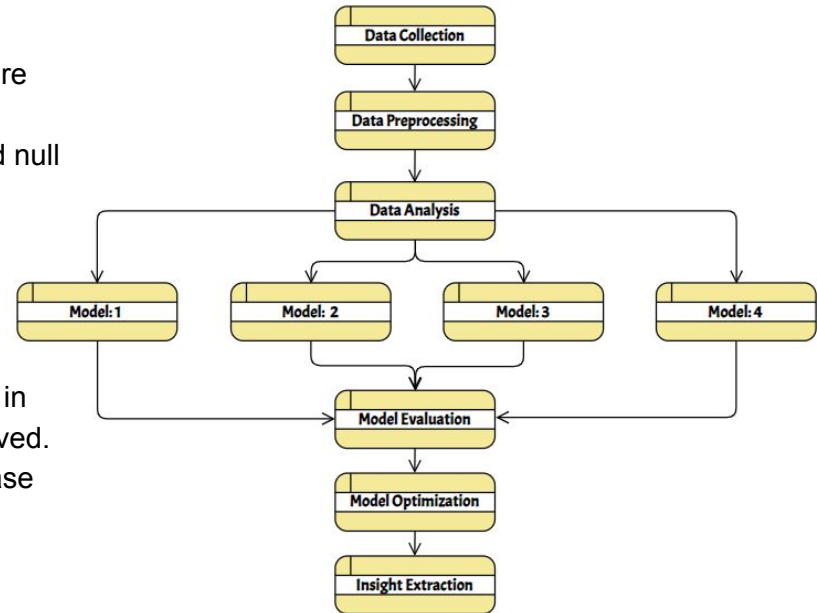 Data Collection
re
Data Preprocessing
d null
Data Analysis
Model: 1
Model: 2
Model: 3
Model: 4
in
Model Evaluation
ved.
ase
Model Optimization
Insight Extraction